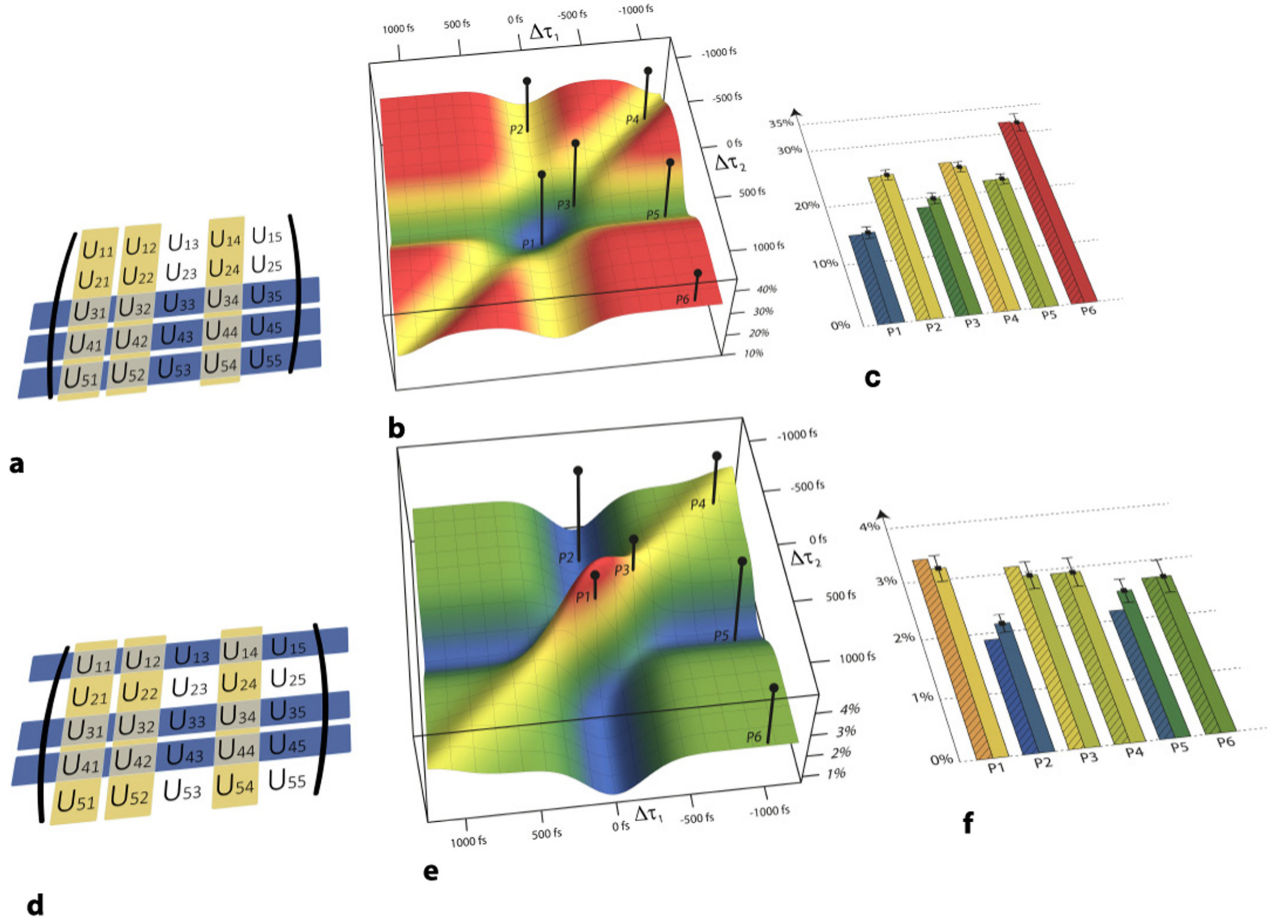 1000 fs 500 fs 0 fs -500 fs -1000 fs
Δτ1
-1000 fs
-500 fs
0 fs
Δτ2
500 fs
1000 fs
40%
30%
20%
10%
P2
P4
P3
P5
P1
P6
b
U11 U12 U13 U14 U15
U21 U22 U23 U24 U25
U31 U32 U33 U34 U35
U41 U42 U43 U44 U45
U51 U52 U53 U54 U55
a
35%
30%
20%
10%
0%
P1 P2 P3 P4 P5 P6
c
U11 U12 U13 U14 U15
U21 U22 U23 U24 U25
U31 U32 U33 U34 U35
U41 U42 U43 U44 U45
U51 U52 U53 U54 U55
d
-1000 fs
-500 fs
0 fs
Δτ2
500 fs
1000 fs
4%
3%
2%
1%
P4
P2
P3
P1
P5
P6
1000 fs 500 fs 0 fs Δτ1 -500 fs -1000 fs
e
4%
3%
2%
1%
0%
P1 P2 P3 P4 P5 P6
f